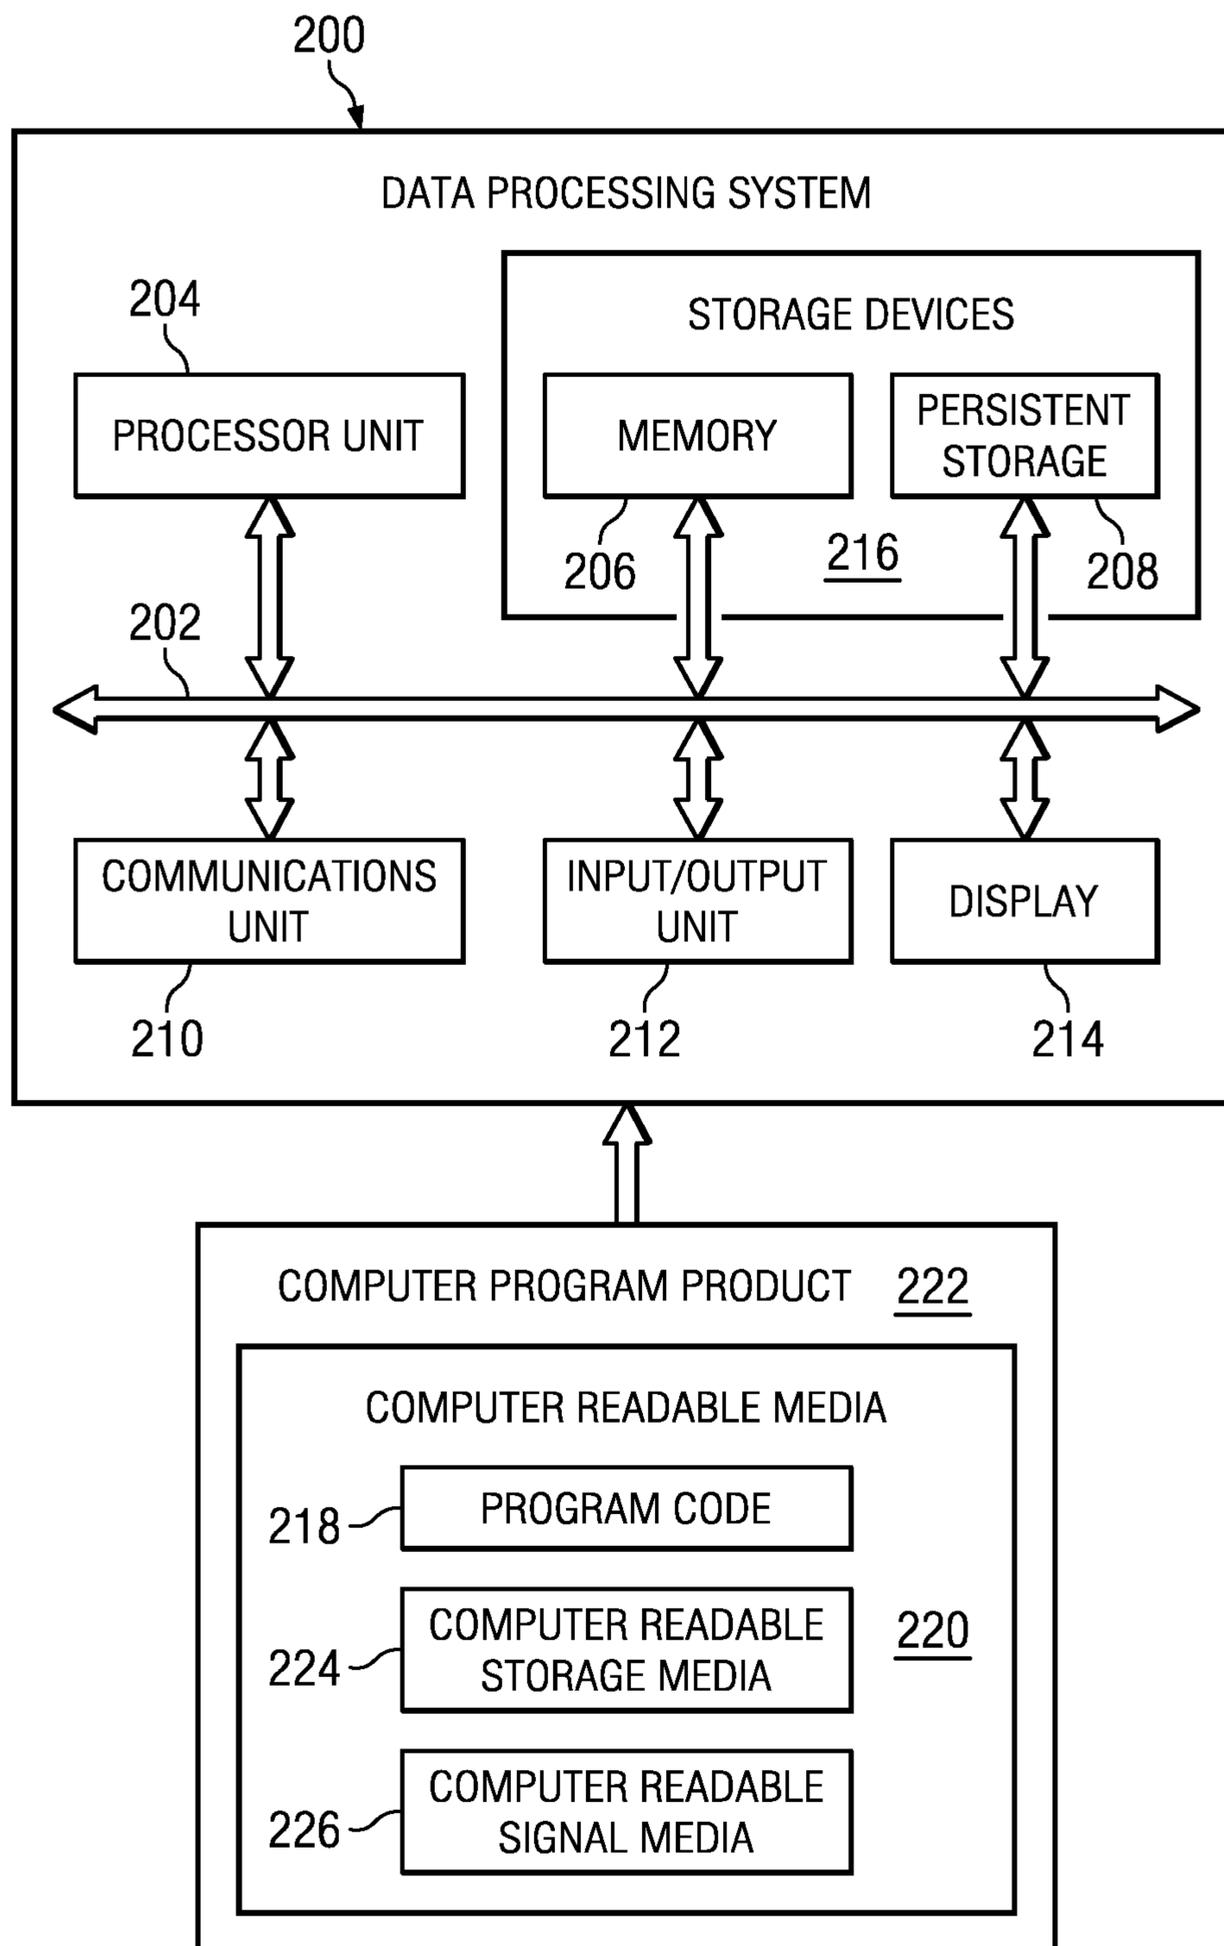 200
DATA PROCESSING SYSTEM
204
STORAGE DEVICES
PROCESSOR UNIT
MEMORY
PERSISTENT
STORAGE
206
216
208
202
COMMUNICATIONS
UNIT
INPUT/OUTPUT
UNIT
DISPLAY
210
212
214
COMPUTER PROGRAM PRODUCT 222
COMPUTER READABLE MEDIA
218
PROGRAM CODE
224
COMPUTER READABLE
STORAGE MEDIA
220
226
COMPUTER READABLE
SIGNAL MEDIA